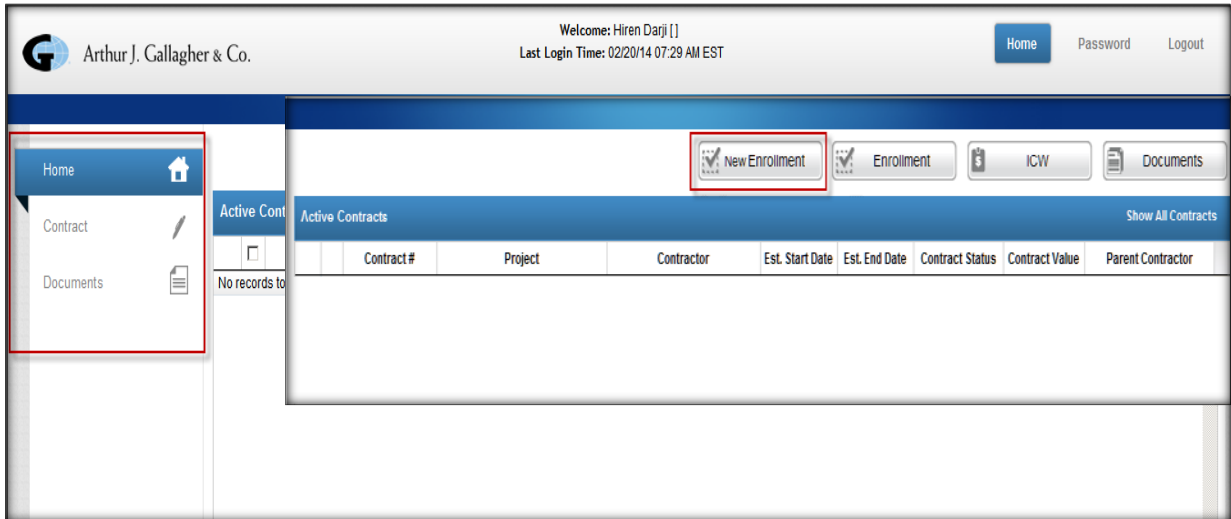 Arthur J. Gallagher & Co.
Welcome: Hiren Darji [ ]
Last Login Time: 02/20/14 07:29 AM EST
Home Password Logout
Home
Contract
Documents
Active Cont
No records to
New Enrollment Enrollment ICW Documents
Active Contracts Show All Contracts
Contract # Project Contractor Est. Start Date Est. End Date Contract Status Contract Value Parent Contractor